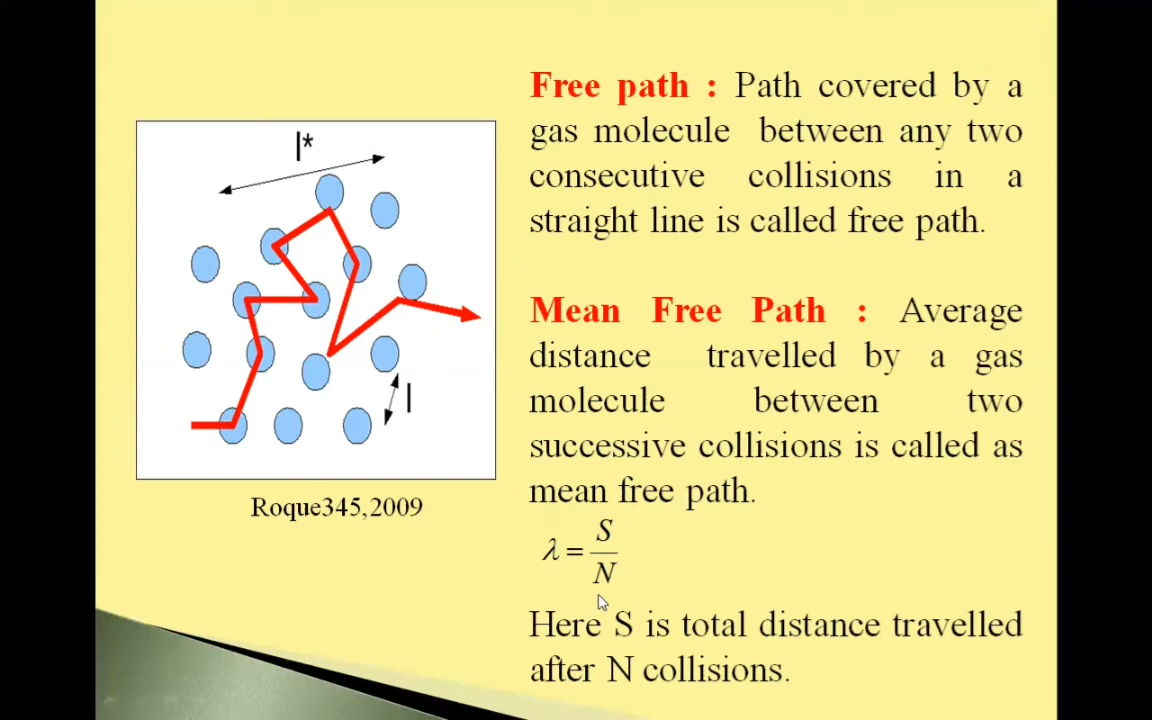 l*
l
Roque345,2009
Free path : Path covered by a
gas molecule between any two
consecutive collisions in a
straight line is called free path.
Mean Free Path : Average
distance travelled by a gas
molecule between two
successive collisions is called as
mean free path.
λ = S/N
Here S is total distance travelled
after N collisions.